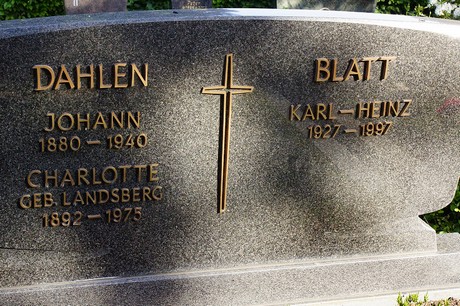 DAHLEN
JOHANN
1880 - 1940
CHARLOTTE
GEB. LANDSBERG
1892 - 1975
BLATT
KARL-HEINZ
1927 - 1997